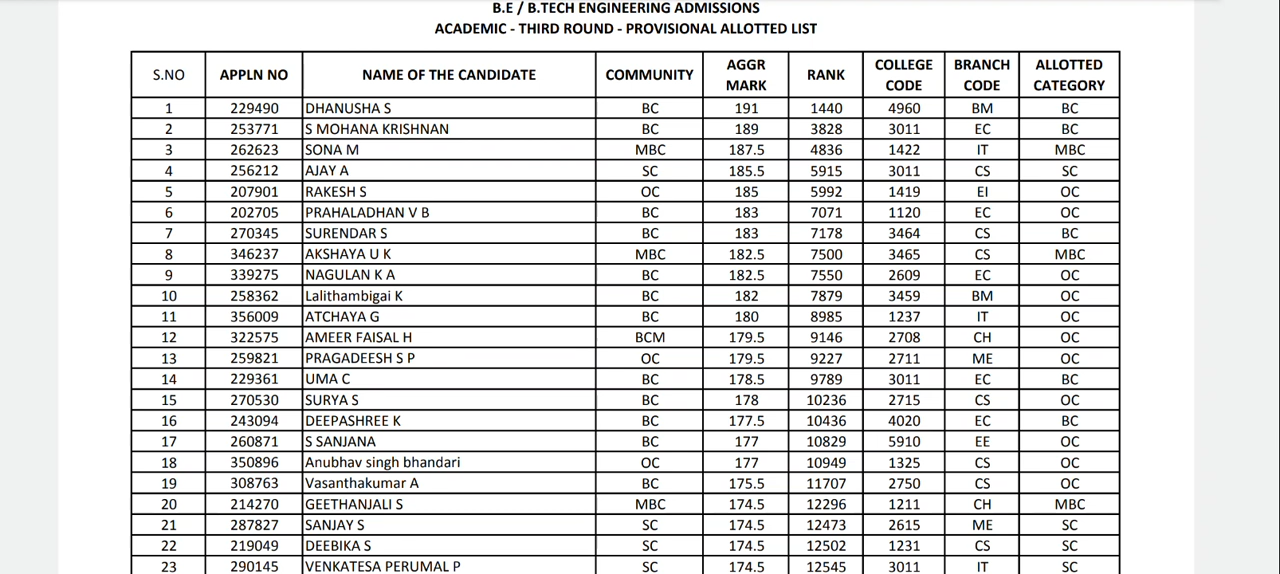 B.E / B.TECH ENGINEERING ADMISSIONS
ACADEMIC - THIRD ROUND - PROVISIONAL ALLOTTED LIST
S.NO APPLN NO NAME OF THE CANDIDATE COMMUNITY AGGR MARK RANK COLLEGE CODE BRANCH CODE ALLOTTED CATEGORY
1 229490 DHANUSHA S BC 191 1440 4960 BM BC
2 253771 S MOHANA KRISHNAN BC 189 3828 3011 EC BC
3 262623 SONA M MBC 187.5 4836 1422 IT MBC
4 256212 AJAY A SC 185.5 5915 3011 CS SC
5 207901 RAKESH S OC 185 5992 1419 EI OC
6 202705 PRAHALADHAN V B BC 183 7071 1120 EC OC
7 270345 SURENDAR S BC 183 7178 3464 CS BC
8 346237 AKSHAYA U K MBC 182.5 7500 3465 CS MBC
9 339275 NAGULAN K A BC 182.5 7550 2609 EC OC
10 258362 Lalithambigai K BC 182 7879 3459 BM OC
11 356009 ATCHAYA G BC 180 8985 1237 IT OC
12 322575 AMEER FAISAL H BCM 179.5 9146 2708 CH OC
13 259821 PRAGADEESH S P OC 179.5 9227 2711 ME OC
14 229361 UMA C BC 178.5 9789 3011 EC BC
15 270530 SURYA S BC 178 10236 2715 CS OC
16 243094 DEEPASHREE K BC 177.5 10436 4020 EC BC
17 260871 S SANJANA BC 177 10829 5910 EE OC
18 350896 Anubhav singh bhandari OC 177 10949 1325 CS OC
19 308763 Vasanthakumar A BC 175.5 11707 2750 CS OC
20 214270 GEETHANJALI S MBC 174.5 12296 1211 CH MBC
21 287827 SANJAY S SC 174.5 12473 2615 ME SC
22 219049 DEEBIKA S SC 174.5 12502 1231 CS SC
23 290145 VENKATESA PERUMAL P SC 174.5 12545 3011 IT SC